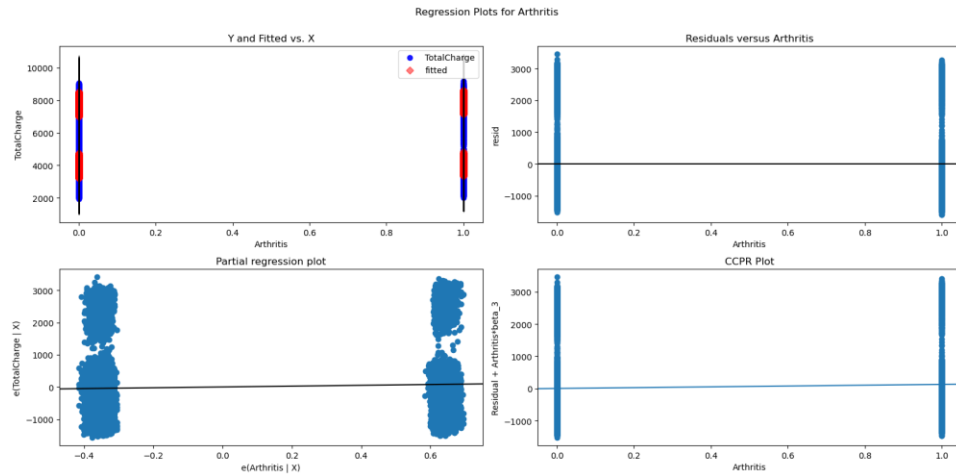 Regression Plots for Arthritis
Y and Fitted vs. X
TotalCharge
fitted
10000
8000
6000
4000
2000
TotalCharge
0.0 0.2 0.4 0.6 0.8 1.0
Arthritis
Residuals versus Arthritis
3000
2000
1000
0
−1000
resid
0.0 0.2 0.4 0.6 0.8 1.0
Arthritis
Partial regression plot
3000
2000
1000
0
−1000
e(TotalCharge | X)
−0.4 −0.2 0.0 0.2 0.4 0.6
e(Arthritis | X)
CCPR Plot
3000
2000
1000
0
−1000
Residual + Arthritis*beta_3
0.0 0.2 0.4 0.6 0.8 1.0
Arthritis